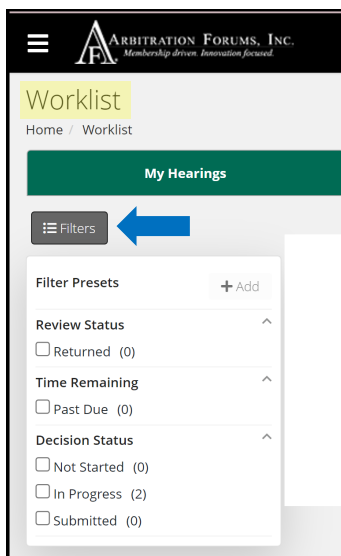 ARBITRATION FORUMS, INC.
Membership driven. Innovation focused.
Worklist
Home / Worklist
My Hearings
Filters
Filter Presets
+ Add
Review Status
Returned (0)
Time Remaining
Past Due (0)
Decision Status
Not Started (0)
In Progress (2)
Submitted (0)